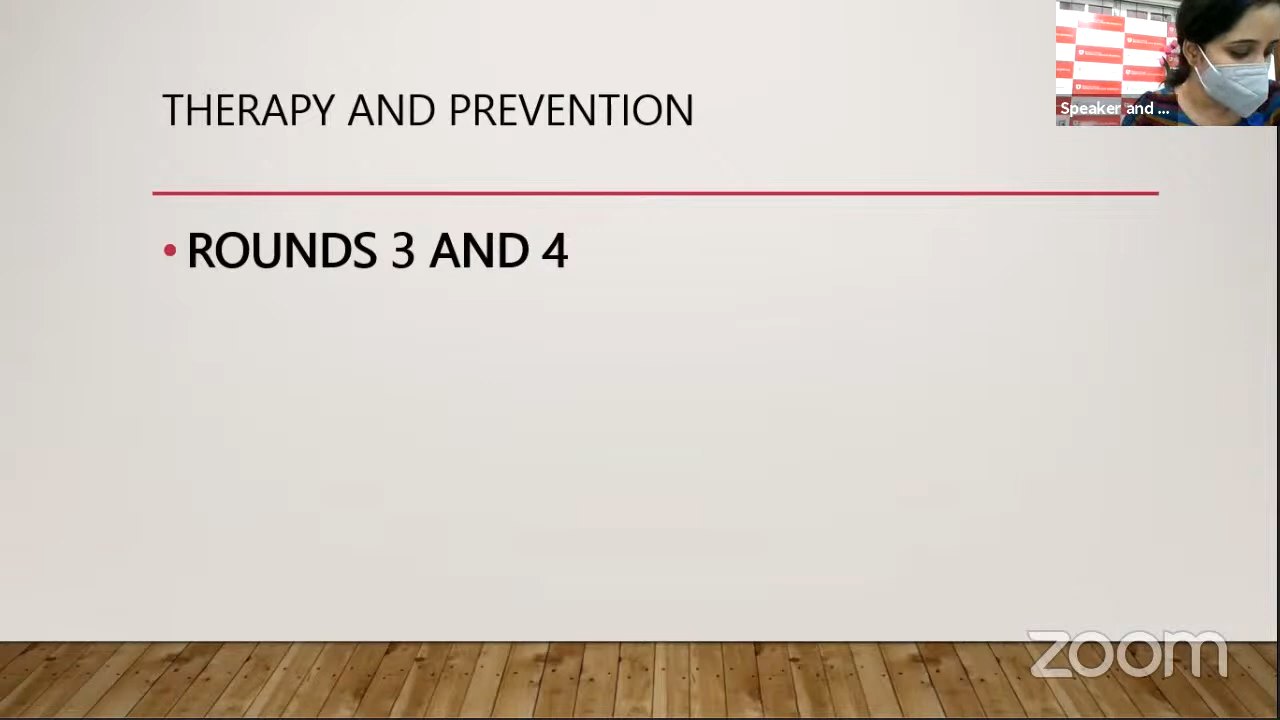 THERAPY AND PREVENTION
• ROUNDS 3 AND 4
Speaker and ...
zoom